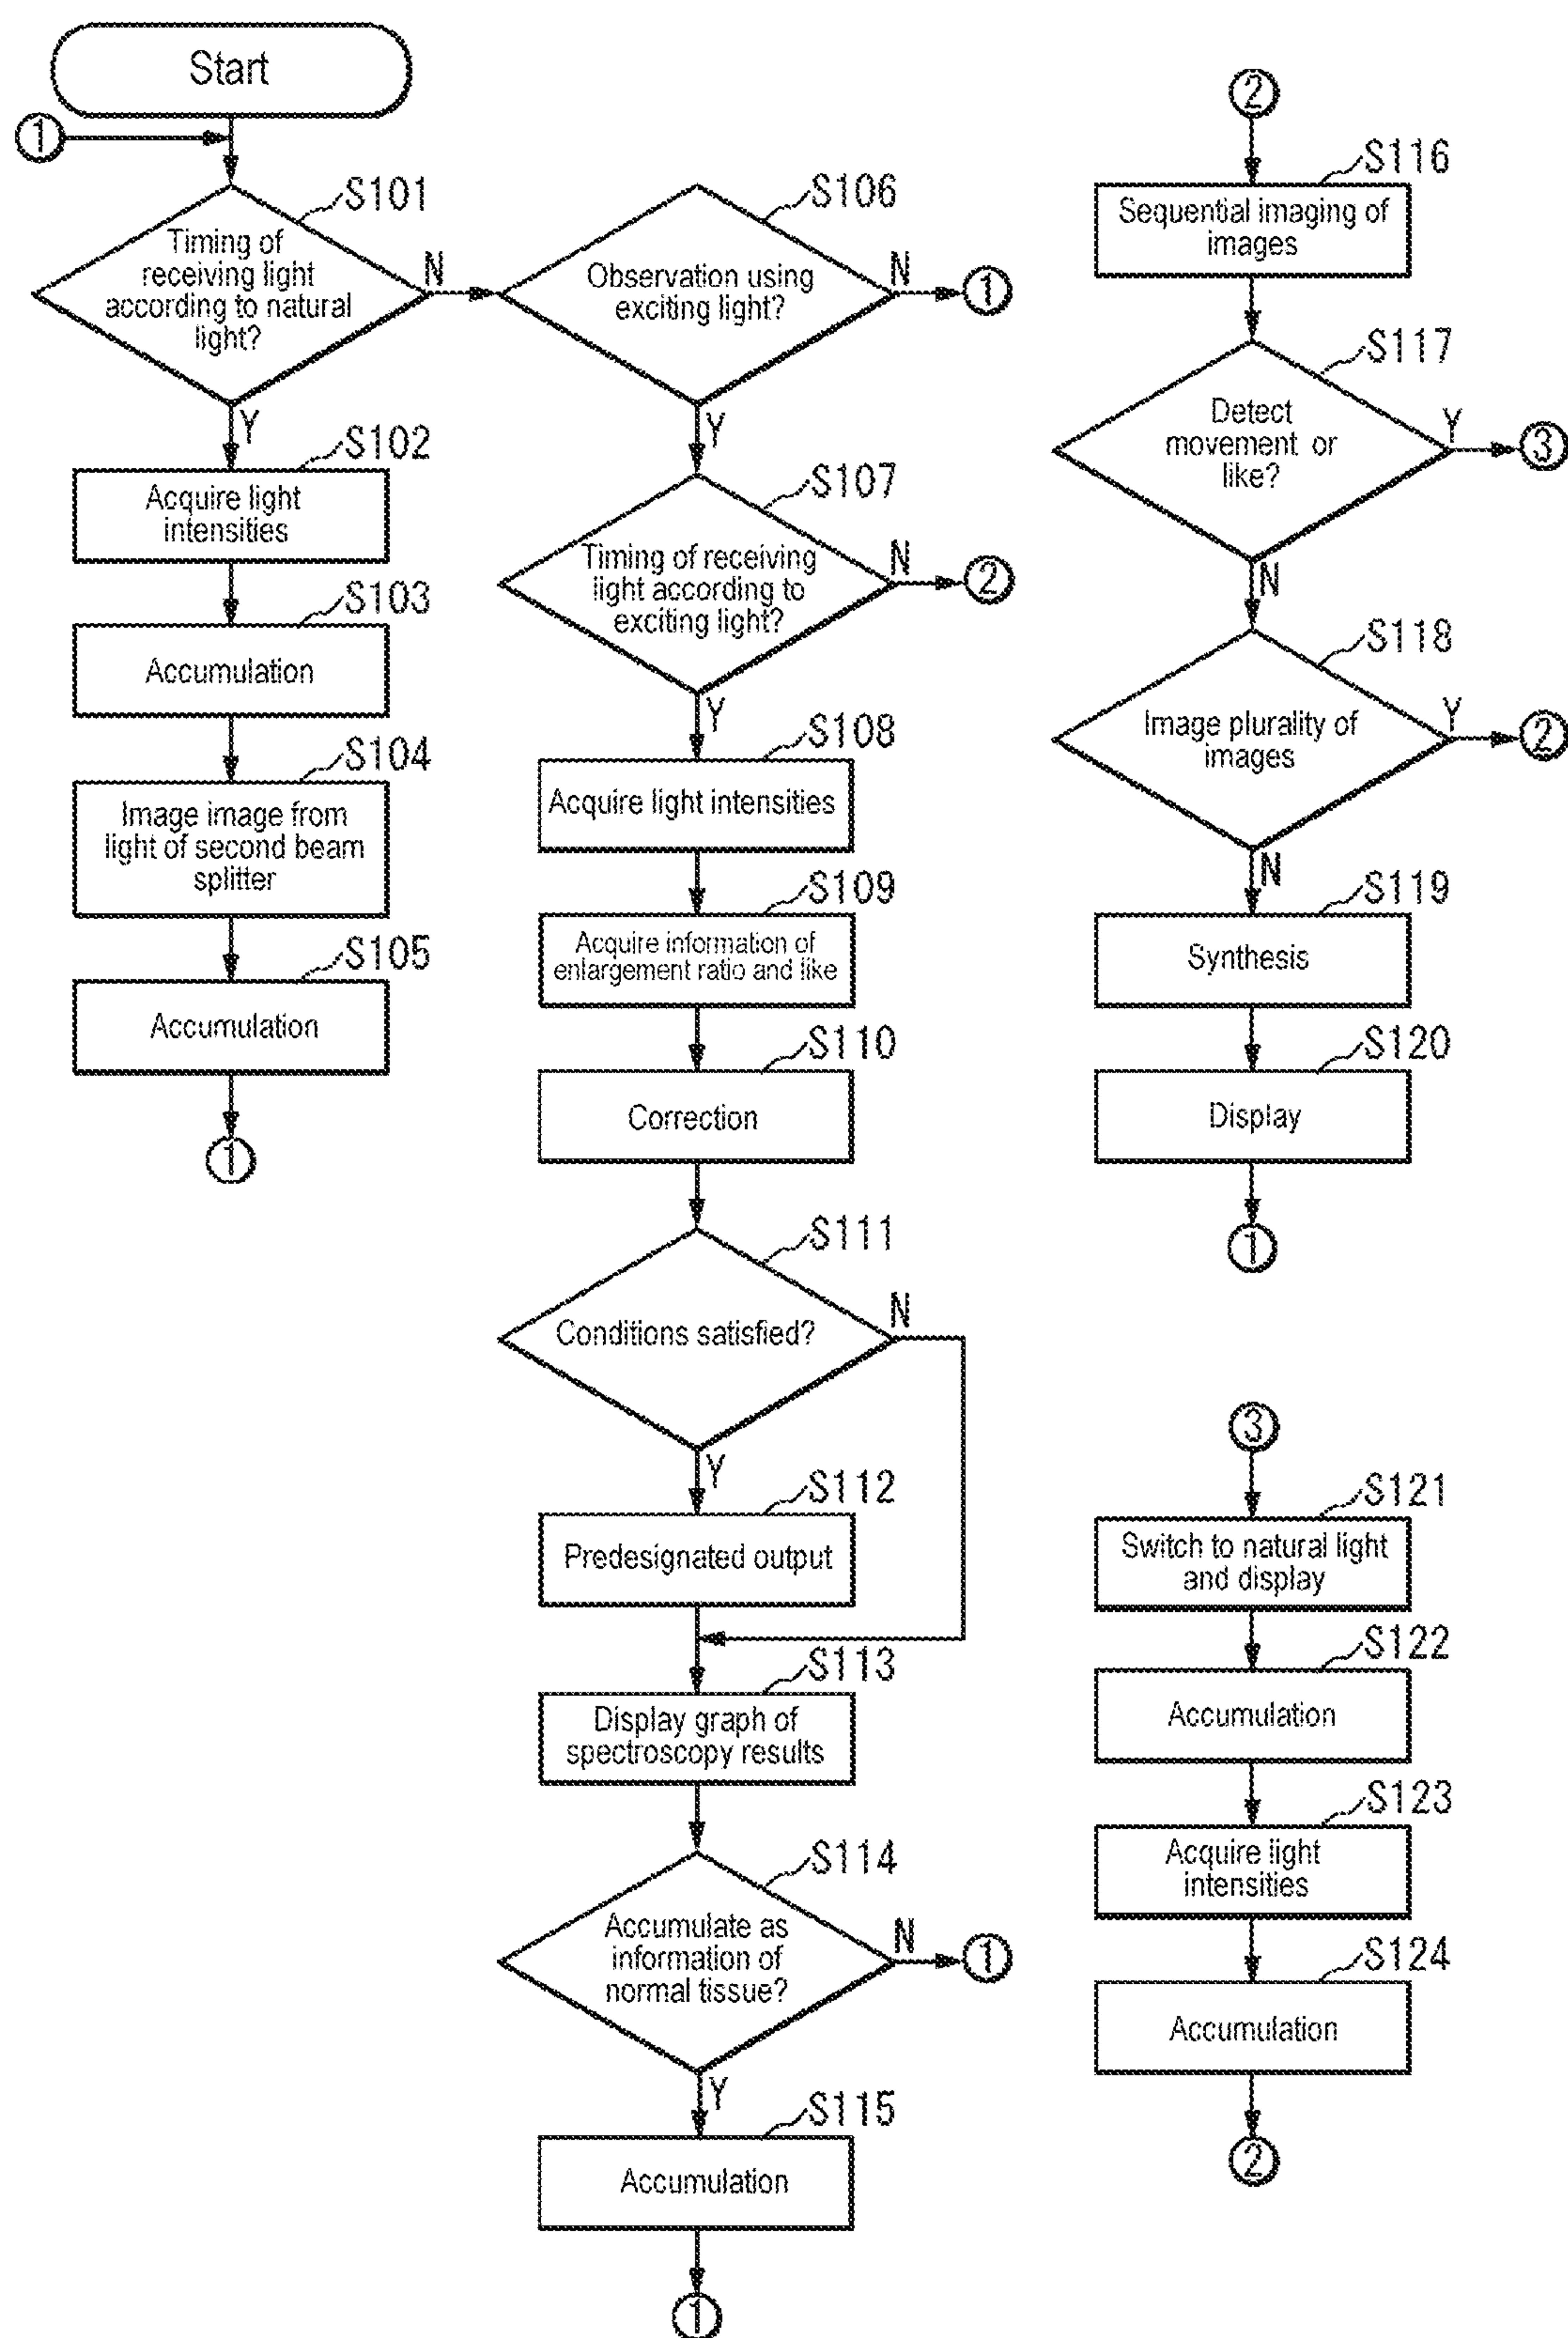 Start
①
S101
Timing of
receiving light
according to natural
light?
N
Y
S102
Acquire light
intensities
S103
Accumulation
S104
Image image from
light of second beam
splitter
S105
Accumulation
①
S106
Observation using
exciting light?
N
①
Y
S107
Timing of receiving
light according to
exciting light?
N
②
Y
S108
Acquire light intensities
S109
Acquire information of
enlargement ratio and like
S110
Correction
S111
Conditions satisfied?
N
Y
S112
Predesignated output
S113
Display graph of
spectroscopy results
S114
Accumulate as
information of
normal tissue?
N
①
Y
S115
Accumulation
①
②
S116
Sequential imaging of
images
S117
Detect
movement or
like?
Y
③
N
S118
Image plurality of
images
Y
②
N
S119
Synthesis
S120
Display
①
③
S121
Switch to natural light
and display
S122
Accumulation
S123
Acquire light
intensities
S124
Accumulation
②